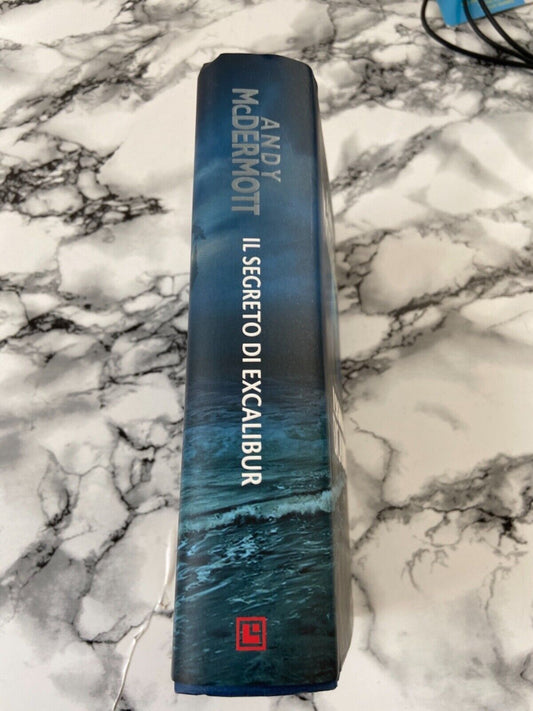 ANDY
McDERMOTT
IL SEGRETO DI EXCALIBUR